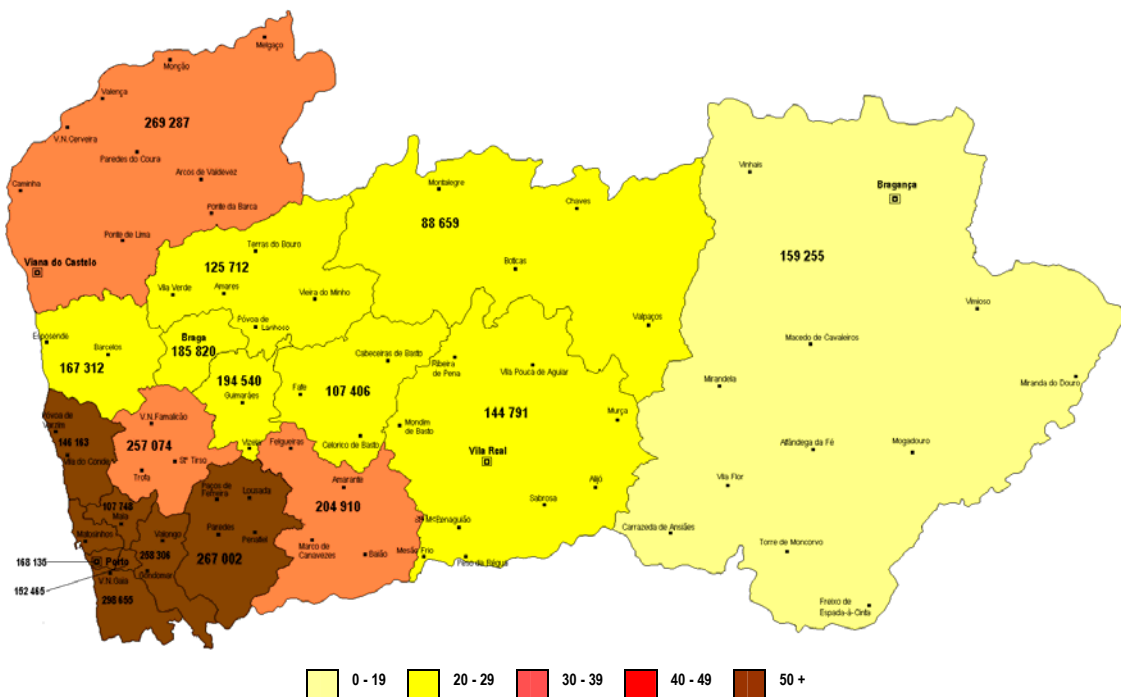 Melgaço
Monção
Valença
269 287
V.N.Cerveira
Paredes do Coura
Arcos de Valdevez
Caminha
Ponte da Barca
Ponte de Lima
Viana do Castelo
Montalegre
Chaves
88 659
Boticas
Valpaços
Vinhais
Bragança
159 255
Vimioso
Macedo de Cavaleiros
Mirandela
Miranda do Douro
Alfândega da Fé
Mogadouro
Vila Flor
Carrazeda de Ansiães
Torre de Moncorvo
Freixo de
Espada-à-Cinta
Terras do Bouro
125 712
Vila Verde
Amares
Vieira do Minho
Póvoa de
Lanhoso
Esposende
Barcelos
167 312
Braga
185 820
194 540
Guimarães
Vizela
Cabeceiras de Basto
Fafe
107 406
Celorico de Basto
Mondim
de Basto
Ribeira
de Pena
Vila Pouca de Aguiar
144 791
Murça
Vila Real
Alijó
Sabrosa
Stª Mª Penaguião
Mesão Frio
Peso da Régua
Póvoa de
Varzim
146 163
Vila do Conde
V.N. Famalicão
257 074
Stº Tirso
Trofa
Felgueiras
Amarante
204 910
Marco de
Canavezes
Baião
Paços de
Ferreira
Lousada
Paredes
Penafiel
267 002
107 748
Maia
Matosinhos
Valongo
258 306
168 135
Porto
152 465
V.N. Gaia
Gondomar
298 655
0 - 19
20 - 29
30 - 39
40 - 49
50 +